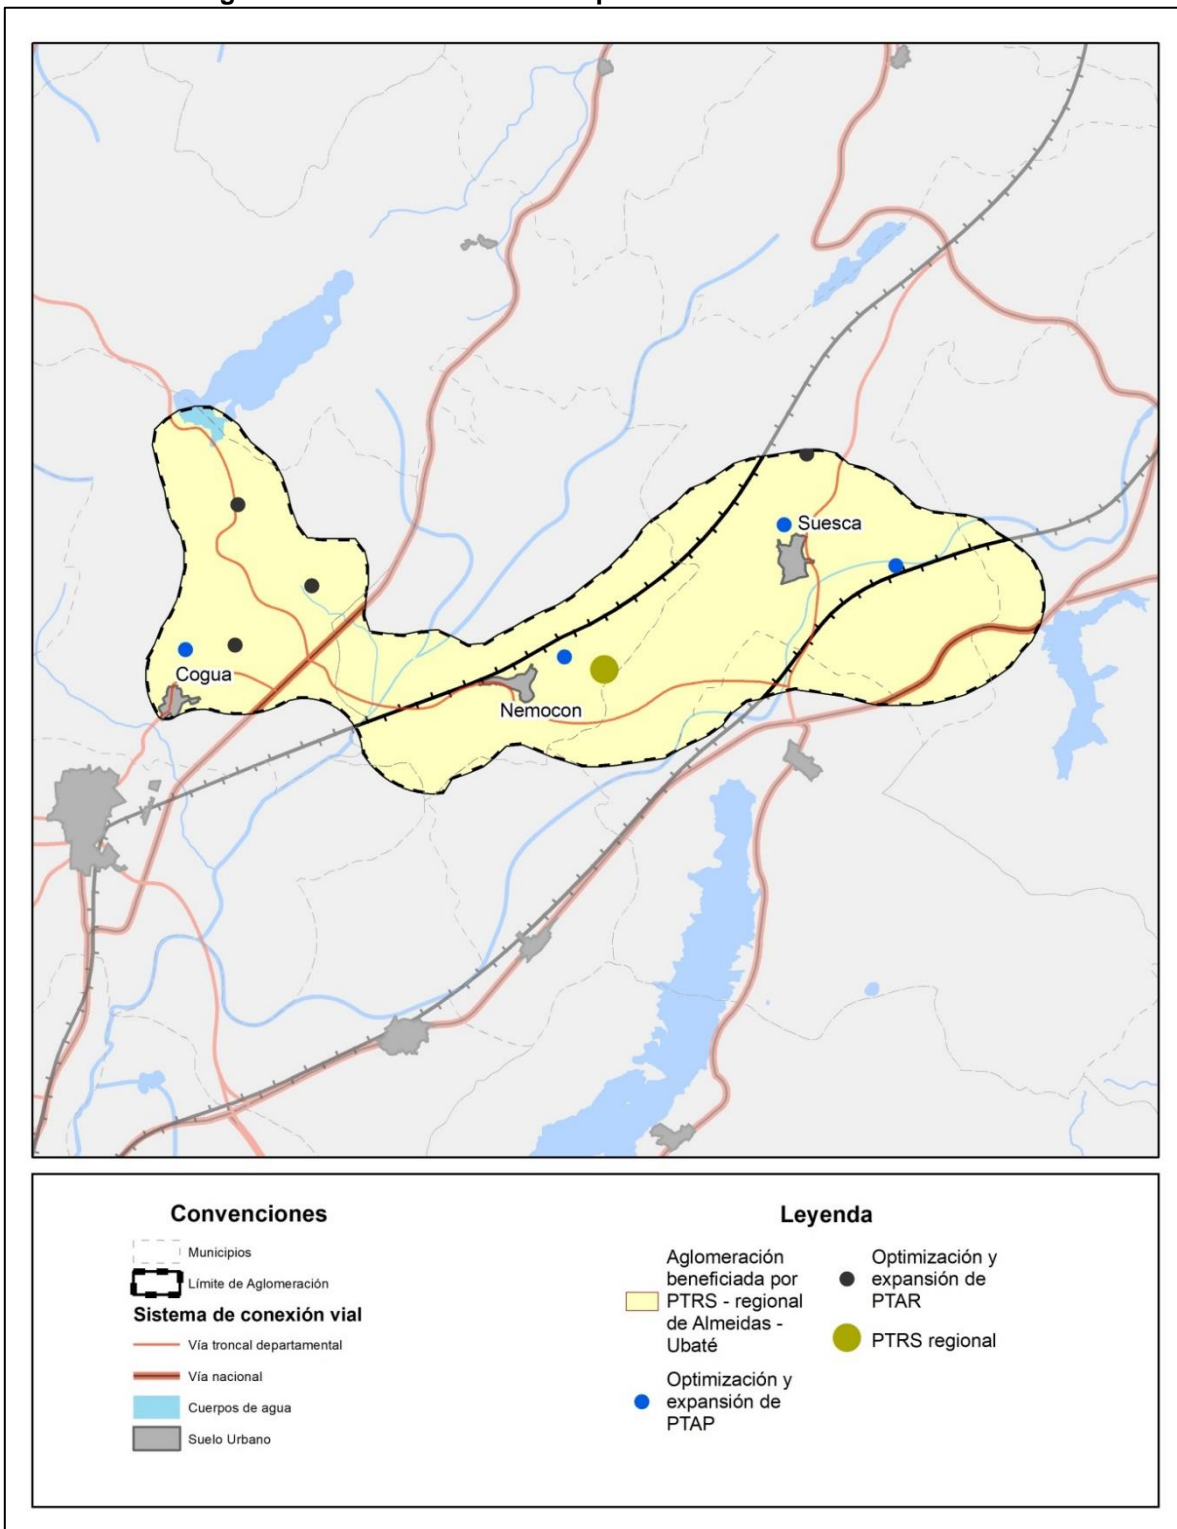 Suesca
Cogua
Nemocon
Convenciones
Municipios
Límite de Aglomeración
Sistema de conexión vial
Vía troncal departamental
Vía nacional
Cuerpos de agua
Suelo Urbano
Leyenda
Aglomeración
beneficiada por
PTRS - regional
de Almeidas -
Ubaté
Optimización y
expansión de
PTAP
Optimización y
expansión de
PTAR
PTRS regional